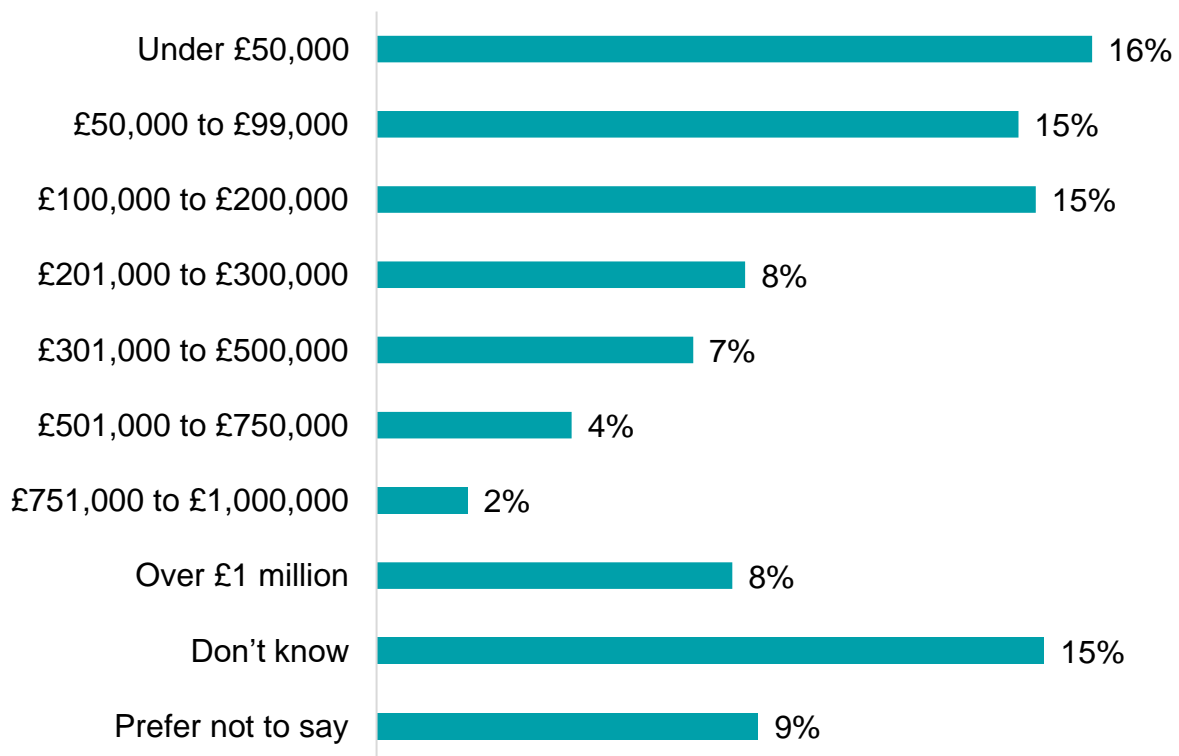 Under £50,000 16%
£50,000 to £99,000 15%
£100,000 to £200,000 15%
£201,000 to £300,000 8%
£301,000 to £500,000 7%
£501,000 to £750,000 4%
£751,000 to £1,000,000 2%
Over £1 million 8%
Don’t know 15%
Prefer not to say 9%